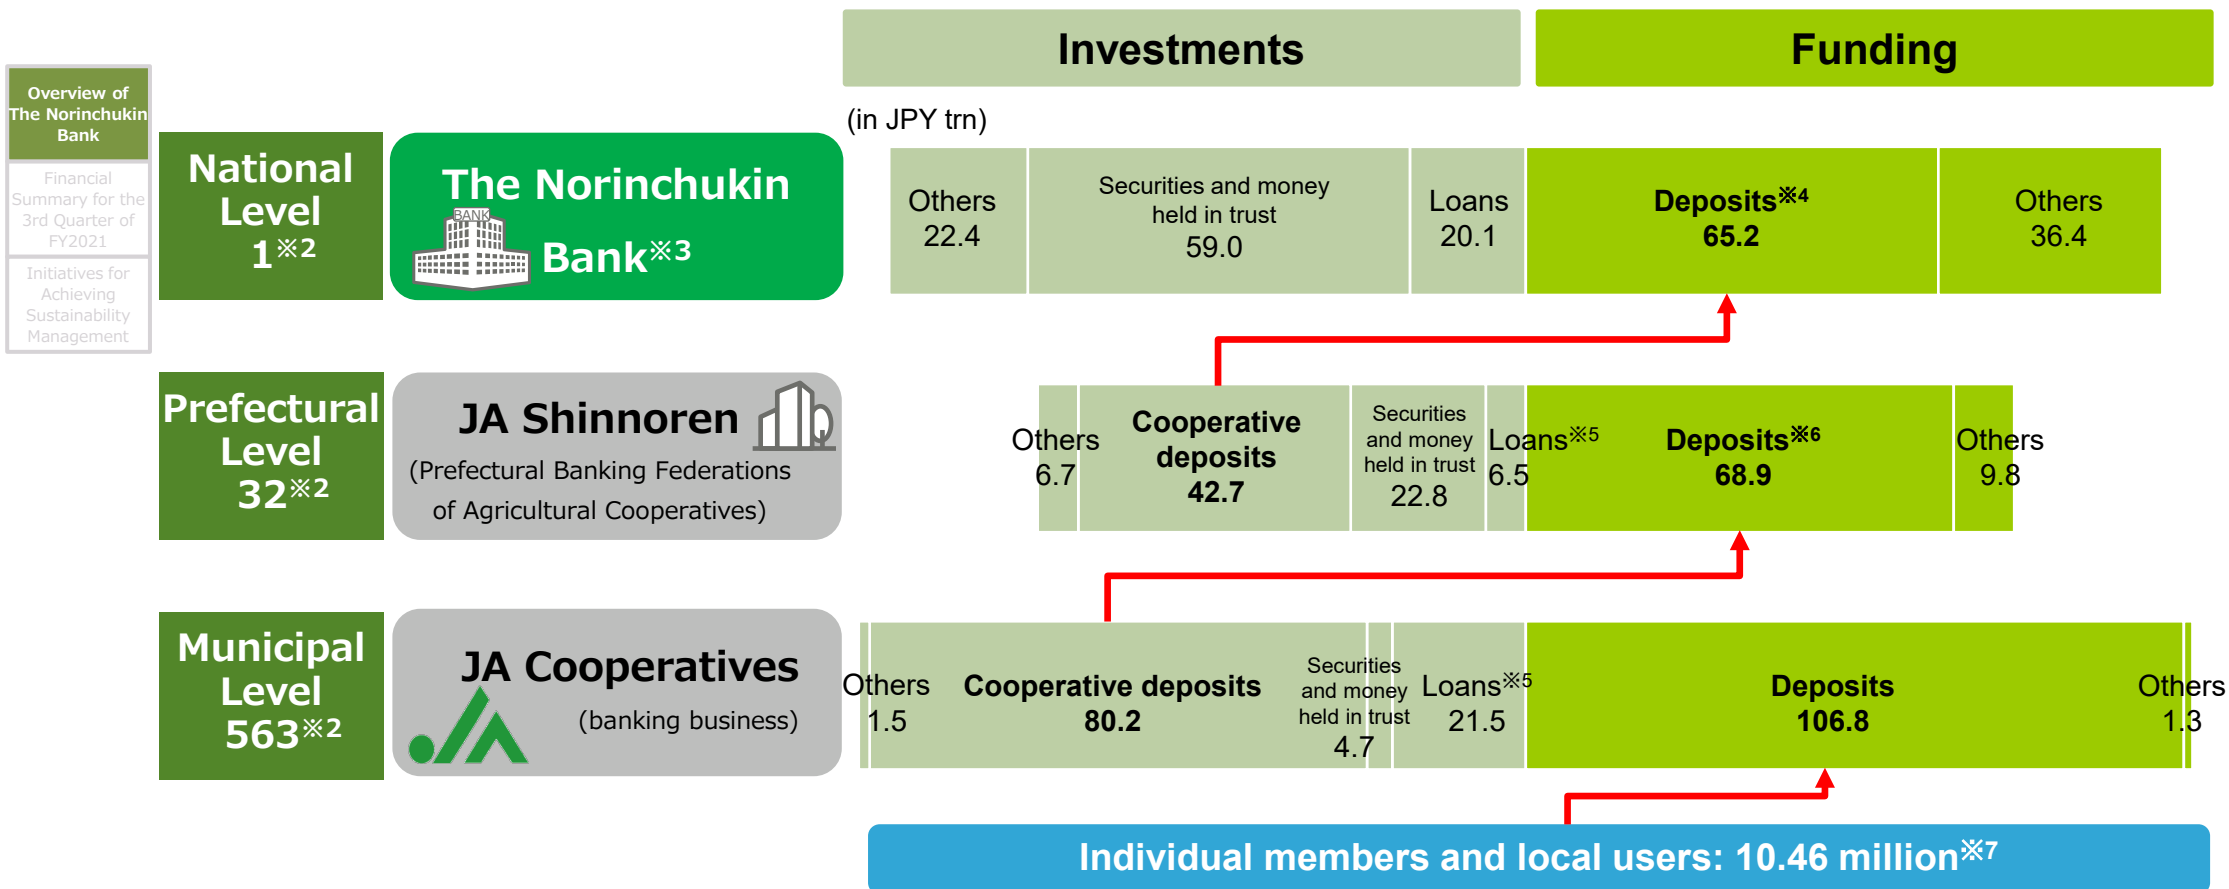 Investments
Funding
(in JPY trn)
Overview of
The Norinchukin
Bank
Financial
Summary for the
3rd Quarter of
FY2021
Initiatives for
Achieving
Sustainability
Management
National
Level
1※2
The Norinchukin
BANK
Bank※3
Others
22.4
Securities and money
held in trust
59.0
Loans
20.1
Deposits※4
65.2
Others
36.4
Prefectural
Level
32※2
JA Shinnoren
(Prefectural Banking Federations
of Agricultural Cooperatives)
Others
6.7
Cooperative
deposits
42.7
Securities
and money
held in trust
22.8
Loans※5
6.5
Deposits※6
68.9
Others
9.8
Municipal
Level
563※2
JA Cooperatives
(banking business)
Others
1.5
Cooperative deposits
80.2
Securities
and money
held in trust
4.7
Loans※5
21.5
Deposits
106.8
Others
1.3
Individual members and local users: 10.46 million※7